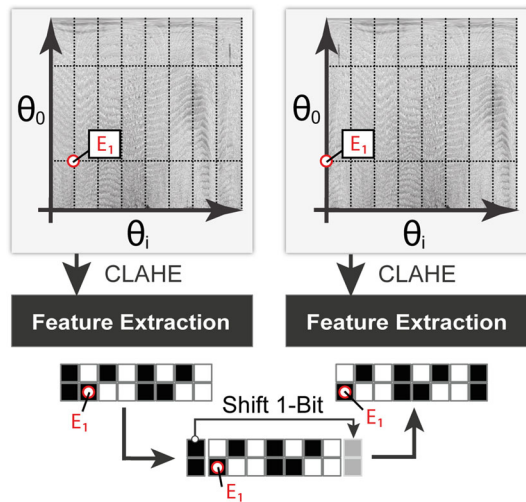 θ0
E1
θi
θ0
E1
θi
CLAHE
CLAHE
Feature Extraction
Feature Extraction
E1
Shift 1-Bit
E1
E1